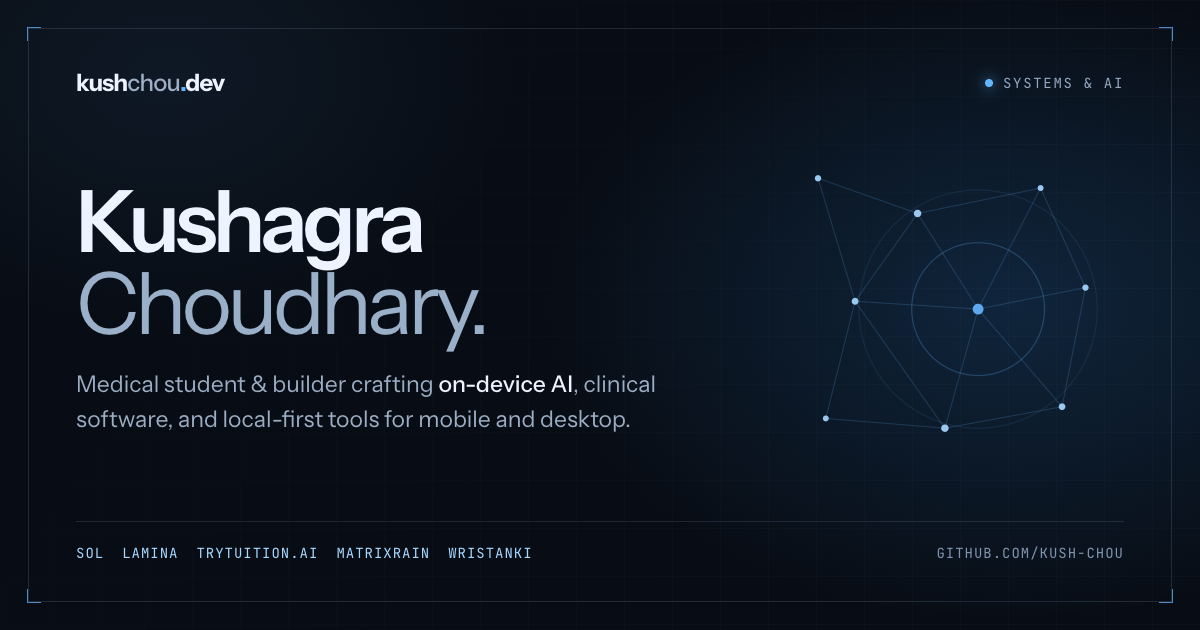 kushchou.dev
SYSTEMS & AI
Kushagra
Choudhary.
Medical student & builder crafting on-device AI, clinical
software, and local-first tools for mobile and desktop.
SOL LAMINA TRYTUITION.AI MATRIXRAIN WRISTANKI
GITHUB.COM/KUSH-CHOU